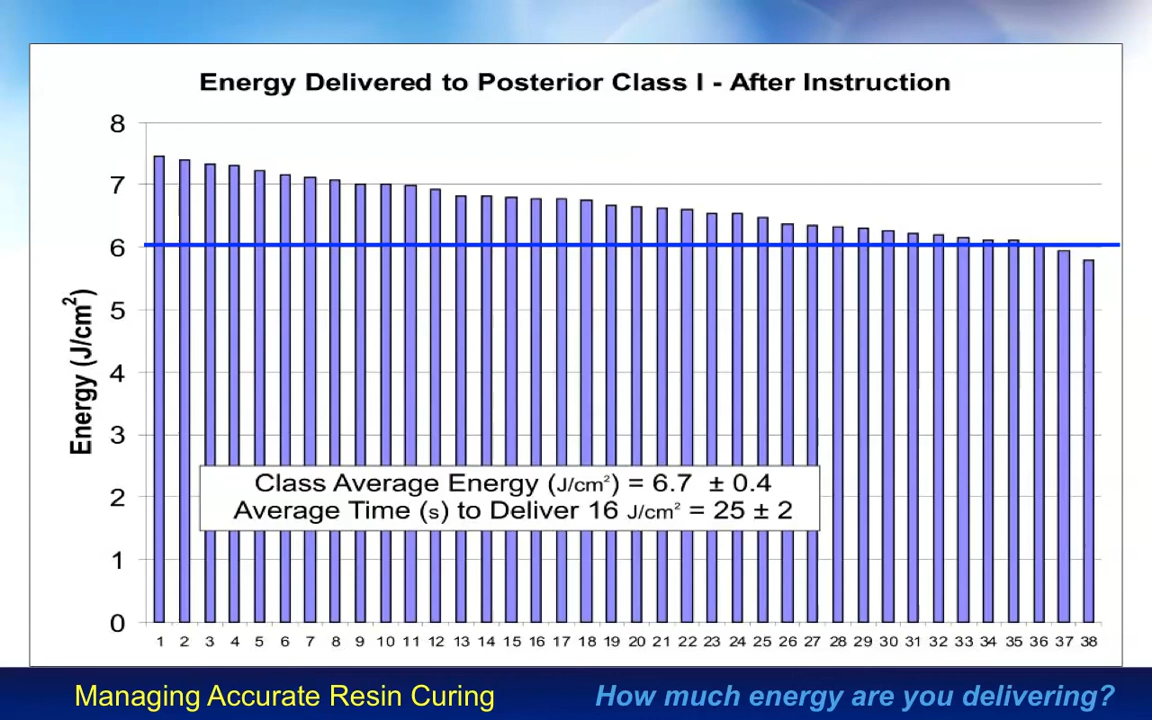 Energy Delivered to Posterior Class I - After Instruction
8
7
6
5
4
3
2
1
0
Energy (J/cm²)
Class Average Energy (J/cm²) = 6.7 ± 0.4
Average Time (s) to Deliver 16 J/cm² = 25 ± 2
1 2 3 4 5 6 7 8 9 10 11 12 13 14 15 16 17 18 19 20 21 22 23 24 25 26 27 28 29 30 31 32 33 34 35 36 37 38
Managing Accurate Resin Curing
How much energy are you delivering?